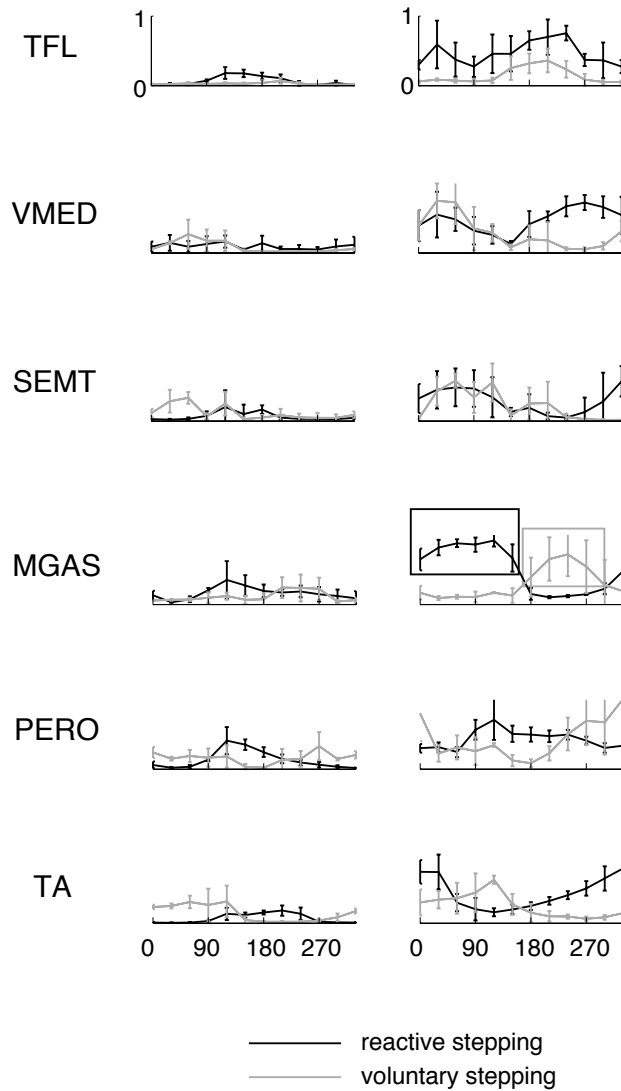 TFL
1
0
1
0
VMED
SEMT
MGAS
PERO
TA
0 90 180 270
0 90 180 270
reactive stepping
voluntary stepping